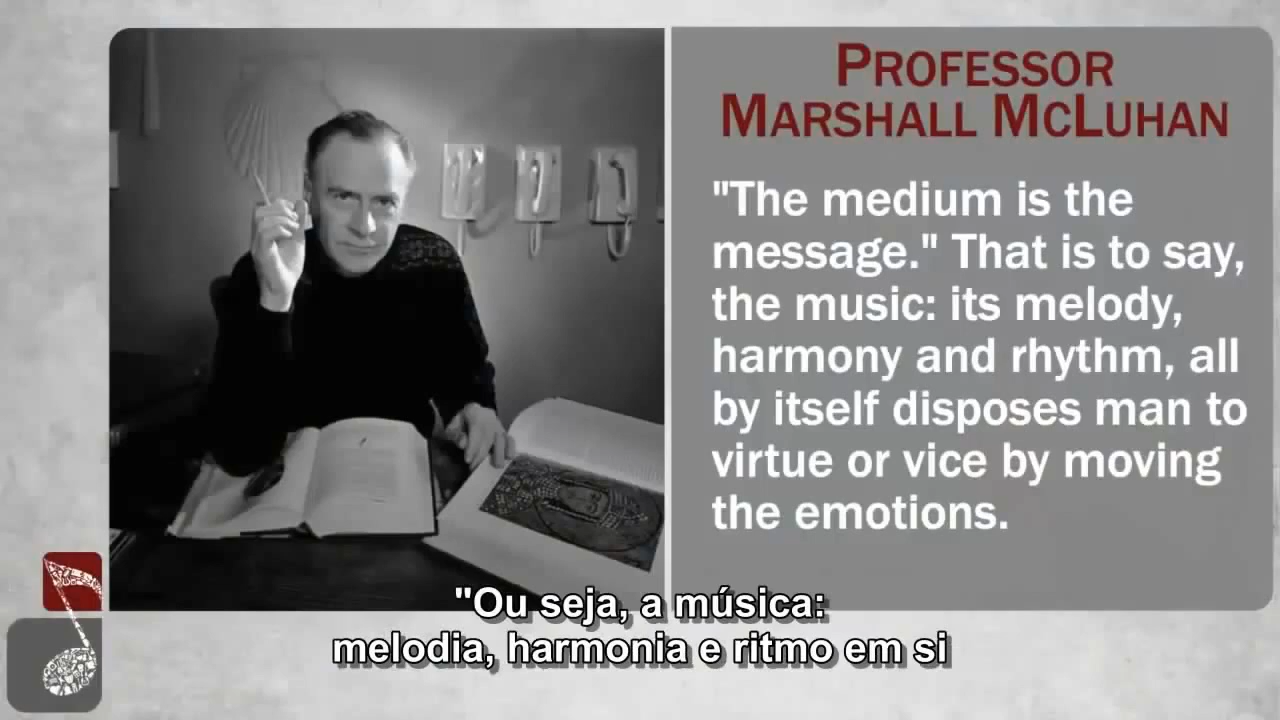 PROFESSOR
MARSHALL MCLUHAN
"The medium is the
message." That is to say,
the music: its melody,
harmony and rhythm, all
by itself disposes man to
virtue or vice by moving
the emotions.
"Ou seja, a música:
melodia, harmonia e ritmo em si